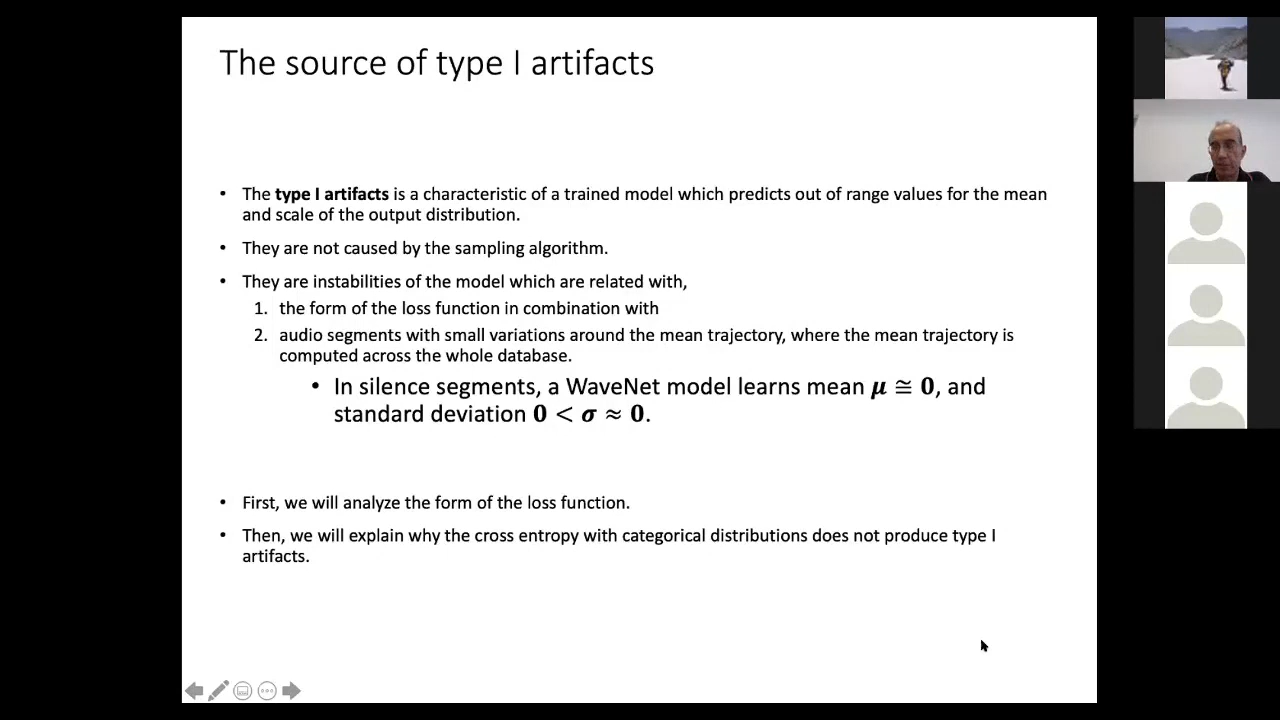 The source of type I artifacts
• The type I artifacts is a characteristic of a trained model which predicts out of range values for the mean
and scale of the output distribution.
• They are not caused by the sampling algorithm.
• They are instabilities of the model which are related with,
1. the form of the loss function in combination with
2. audio segments with small variations around the mean trajectory, where the mean trajectory is
computed across the whole database.
• In silence segments, a WaveNet model learns mean μ ≅ 0, and
standard deviation 0 < σ ≈ 0.
• First, we will analyze the form of the loss function.
• Then, we will explain why the cross entropy with categorical distributions does not produce type I
artifacts.